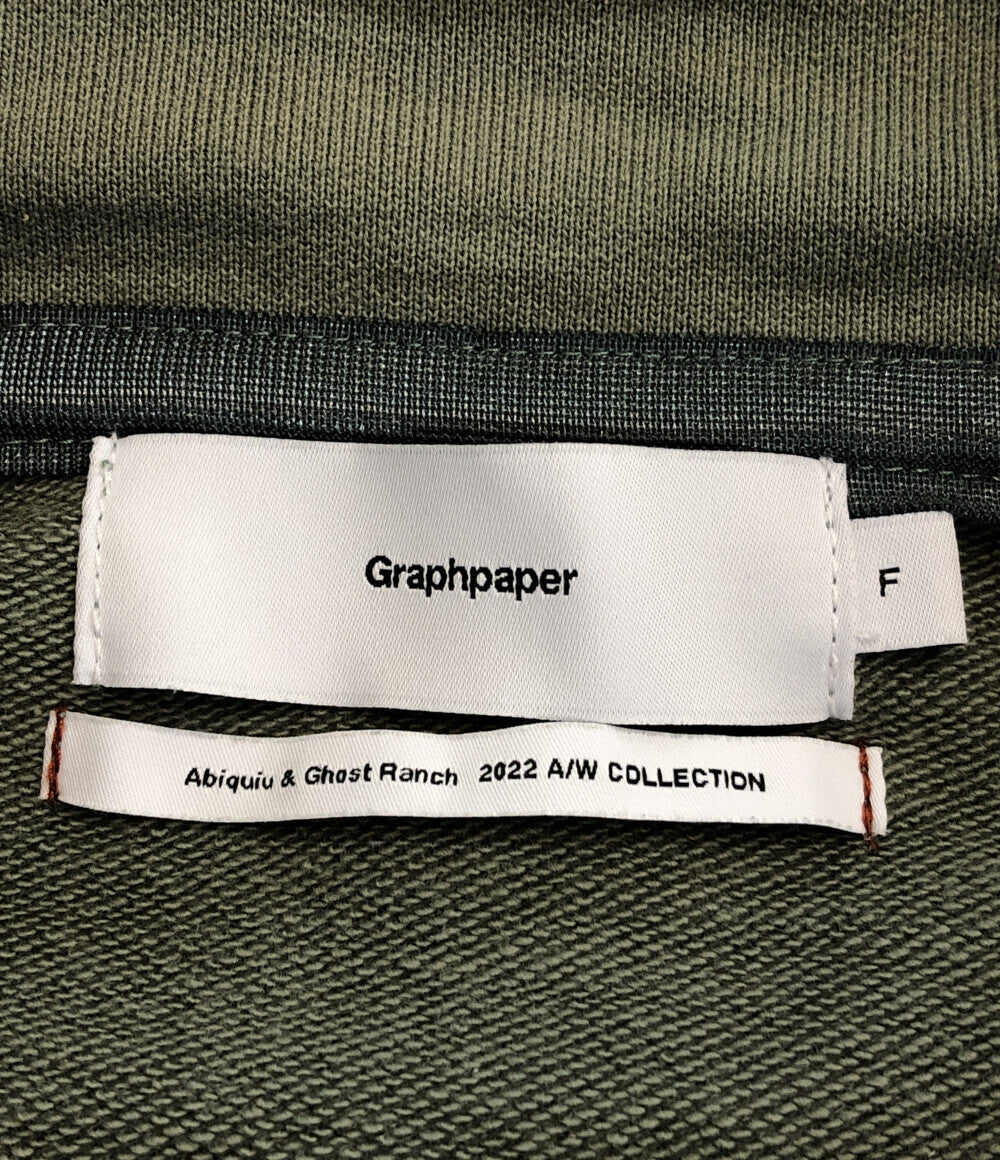 Graphpaper
F
Abiquiu & Ghost Ranch 2022 A/W COLLECTION